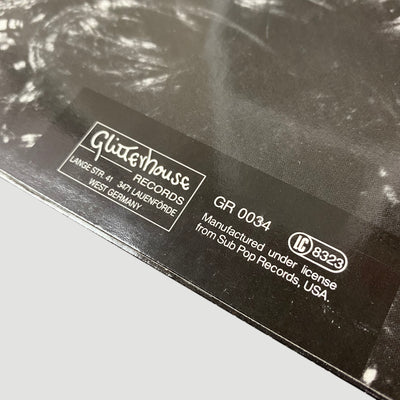 Glitterhouse
RECORDS
LANGE STR. 41 3471 LAUENFÖRDE
WEST GERMANY
GR 0034
Manufactured under license
from Sub Pop Records, USA.
LC 8323